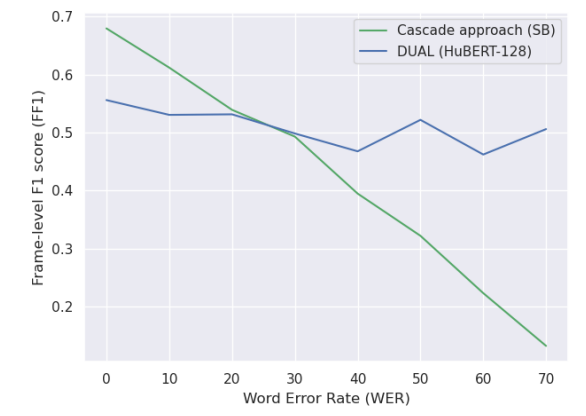 0.7
0.6
0.5
0.4
0.3
0.2
Frame-level F1 score (FF1)
Cascade approach (SB)
DUAL (HuBERT-128)
0 10 20 30 40 50 60 70
Word Error Rate (WER)